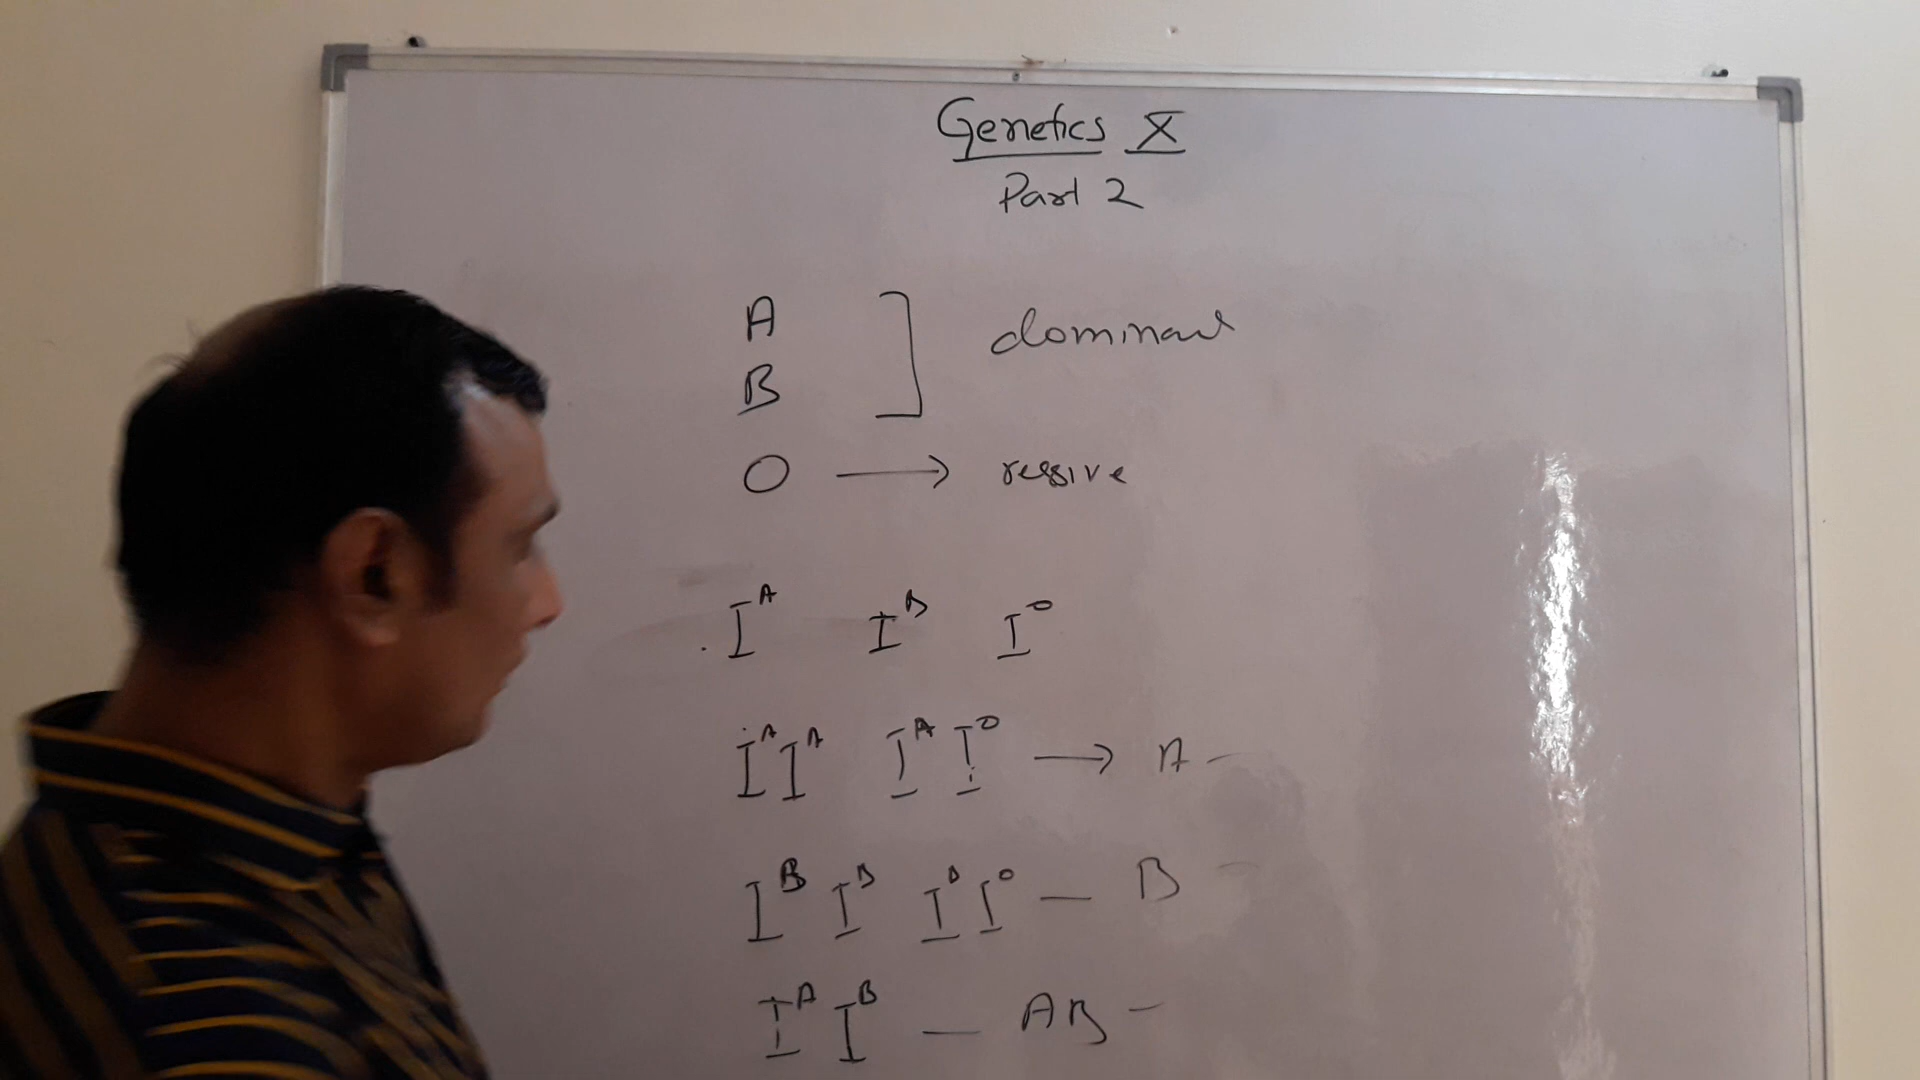 Genetics X
Part 2
A
B ] dominant
O → ressive
I^A I^B I^O
I^A I^A I^A I^O → A -
I^B I^B I^B I^O - B -
I^A I^B - AB -